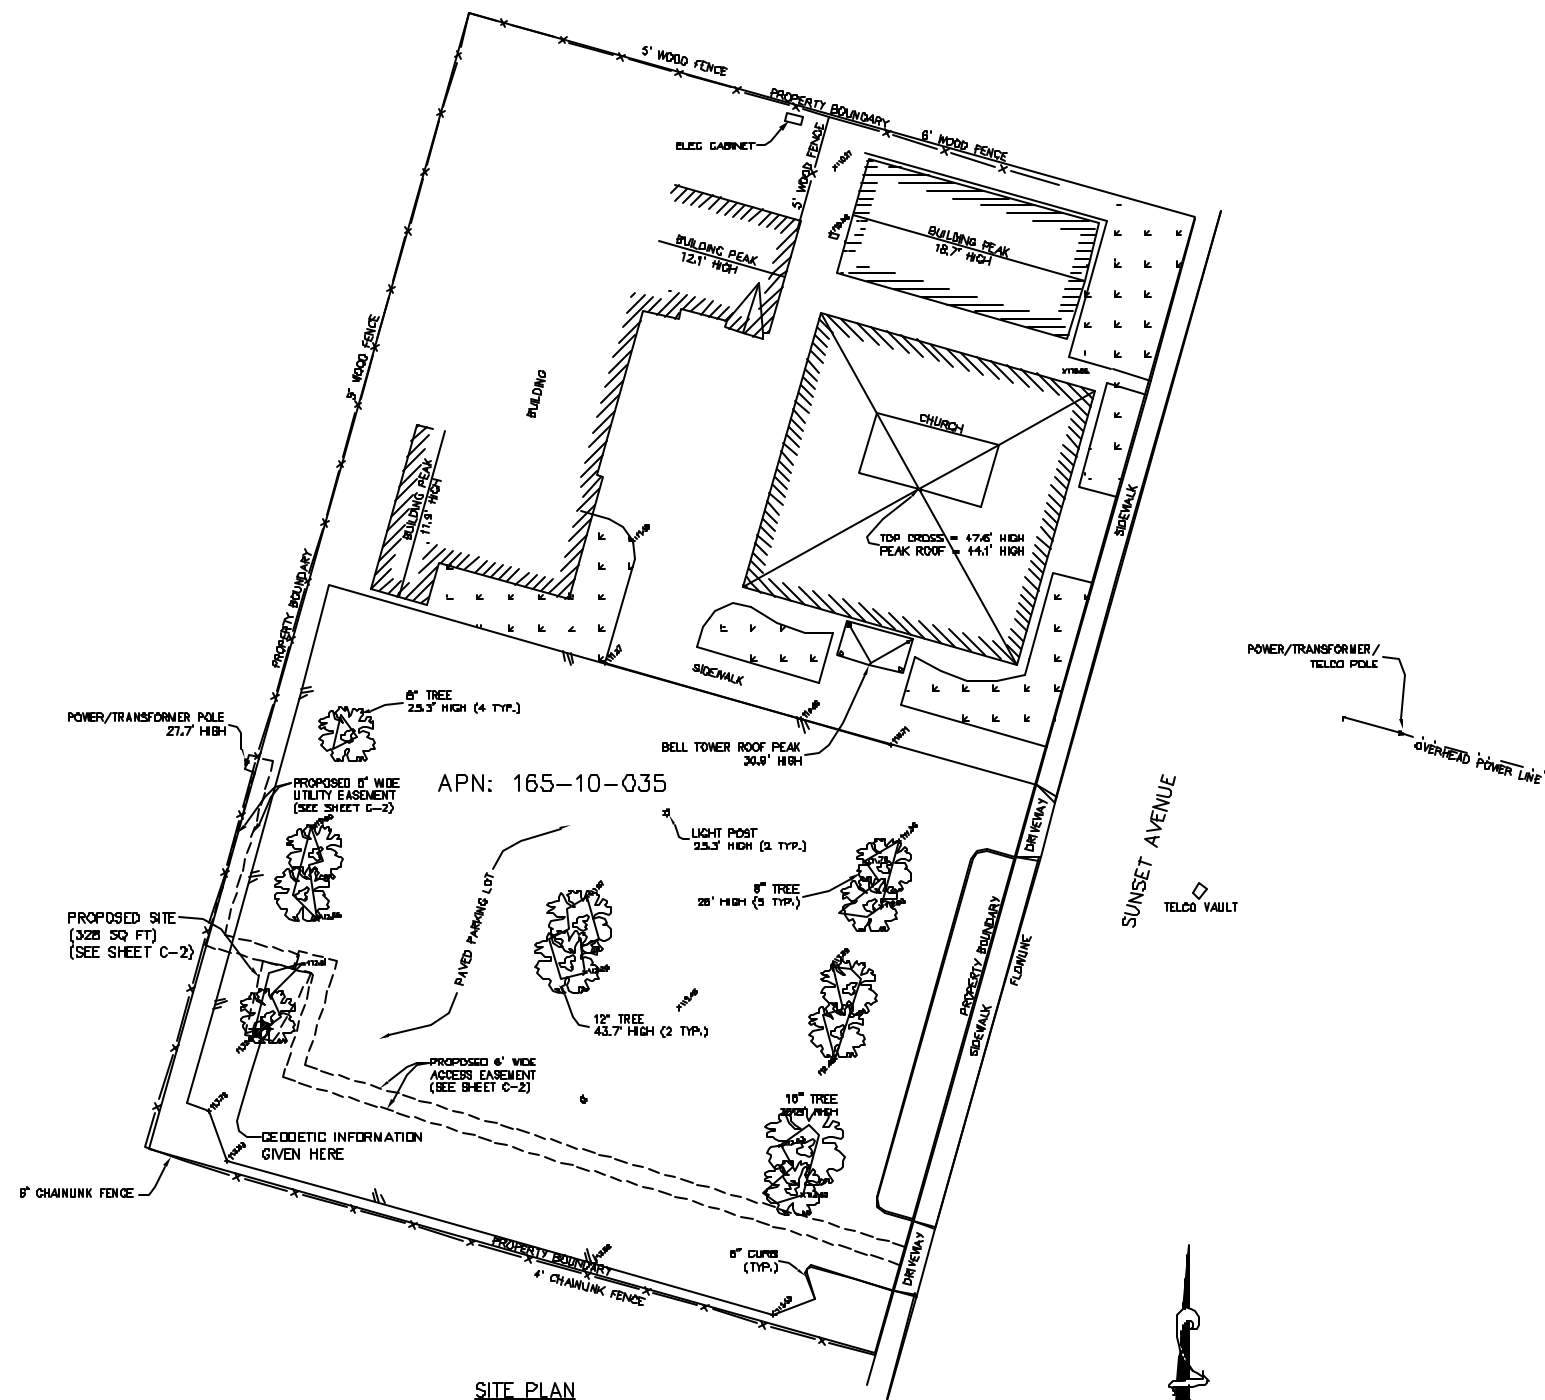 5' WOOD FENCE
PROPERTY BOUNDARY
6' WOOD FENCE
ELEC CABINET
5' WOOD FENCE
BUILDING PEAK
12.1' HIGH
BUILDING PEAK
18.7' HIGH
5' WOOD FENCE
BUILDING
CHURCH
BUILDING PEAK
11.9' HIGH
SIDEWALK
TOP CROSS = 47.6' HIGH
PEAK ROOF = 44.1' HIGH
PROPERTY BOUNDARY
SIDEWALK
POWER/TRANSFORMER/
TELCO POLE
8" TREE
25.3' HIGH (4 TYP.)
POWER/TRANSFORMER POLE
27.7' HIGH
BELL TOWER ROOF PEAK
30.9' HIGH
OVERHEAD POWER LINE
APN: 165-10-035
PROPOSED 6' WIDE
UTILITY EASEMENT
(SEE SHEET C-2)
LIGHT POST
25.3' HIGH (2 TYP.)
DRIVEWAY
SUNSET AVENUE
TELCO VAULT
8" TREE
28' HIGH (5 TYP.)
PROPOSED SITE
(328 SQ FT)
(SEE SHEET C-2)
PAVED PARKING LOT
PROPERTY BOUNDARY
FLOWLINE
SIDEWALK
12" TREE
43.7' HIGH (2 TYP.)
PROPOSED 6' WIDE
ACCESS EASEMENT
(SEE SHEET C-2)
10" TREE
HIGH
GEODETIC INFORMATION
GIVEN HERE
6' CHAINLINK FENCE
PROPERTY BOUNDARY
4' CHAINLINK FENCE
6" CURB
(TYP.)
DRIVEWAY
SITE PLAN